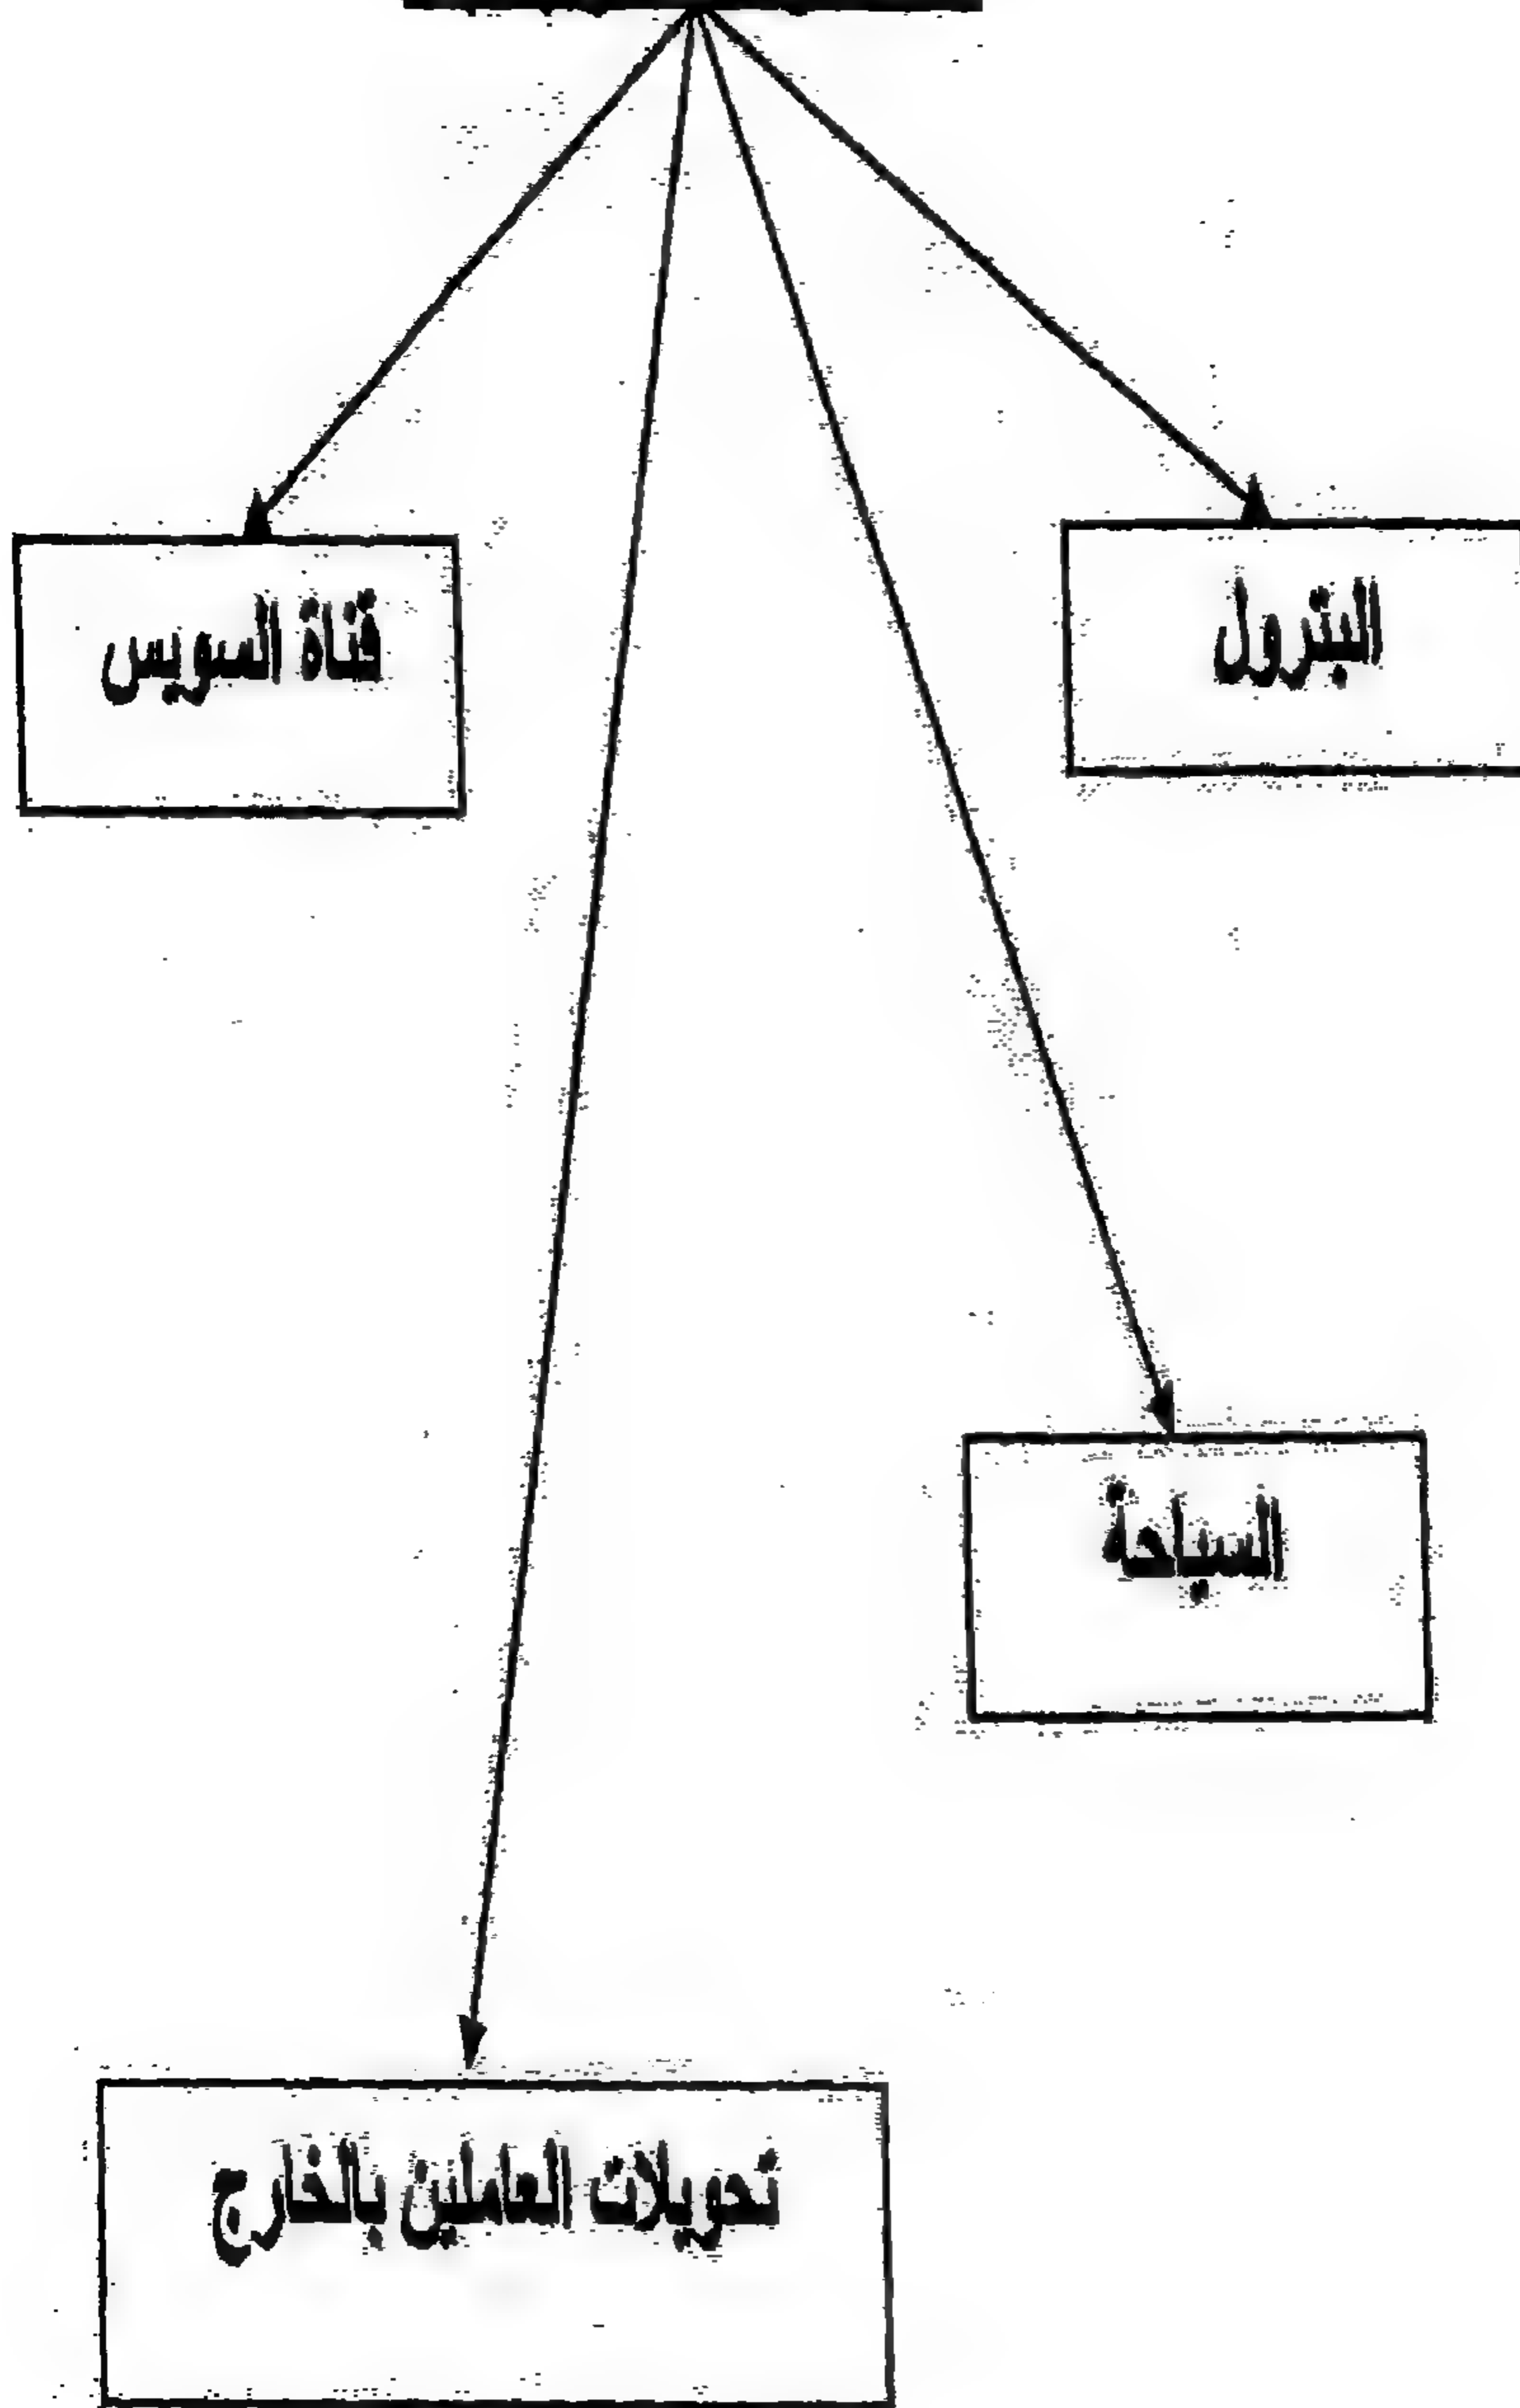 البترول
قناة السويس
السياحة
تحويلات العاملين بالخارج